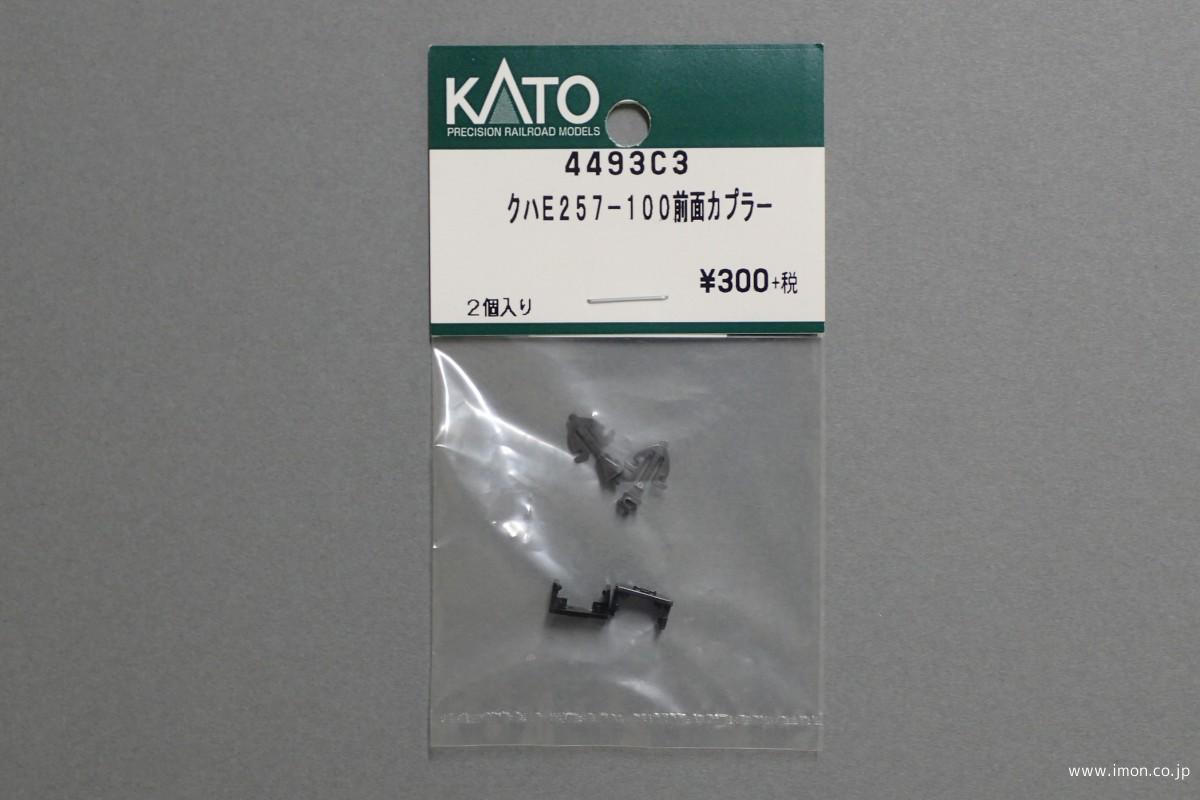 KATO
PRECISION RAILROAD MODELS
4493C3
クハE257-100前面カプラー
¥300+税
2個入り
www.imon.co.jp